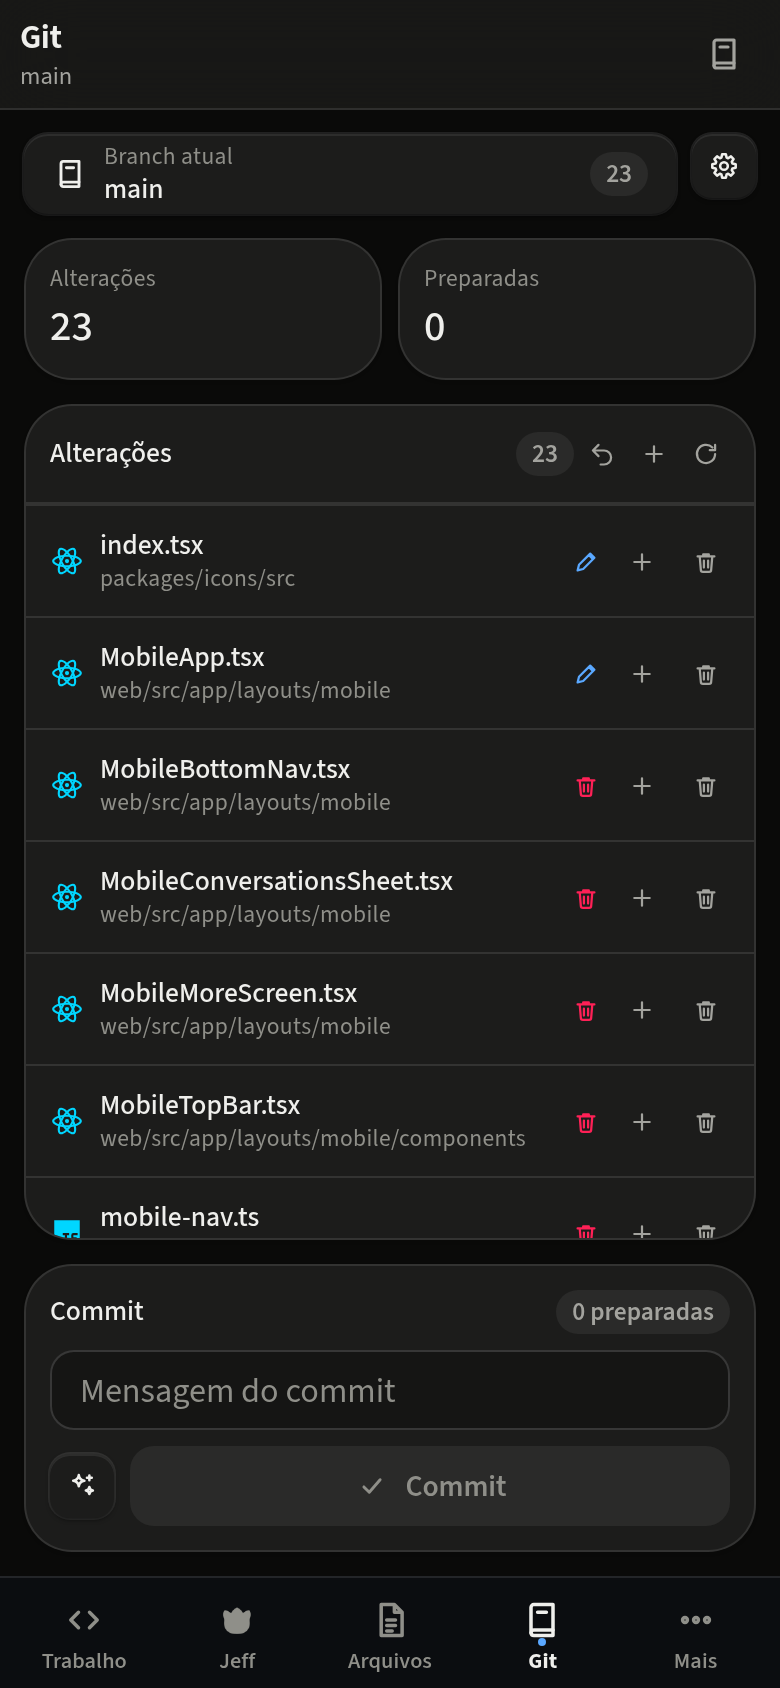 Git
main
Branch atual
main
23
Alterações
23
Preparadas
0
Alterações
23
index.tsx
packages/icons/src
MobileApp.tsx
web/src/app/layouts/mobile
MobileBottomNav.tsx
web/src/app/layouts/mobile
MobileConversationsSheet.tsx
web/src/app/layouts/mobile
MobileMoreScreen.tsx
web/src/app/layouts/mobile
MobileTopBar.tsx
web/src/app/layouts/mobile/components
mobile-nav.ts
Commit
0 preparadas
Mensagem do commit
Commit
Trabalho
Jeff
Arquivos
Git
Mais